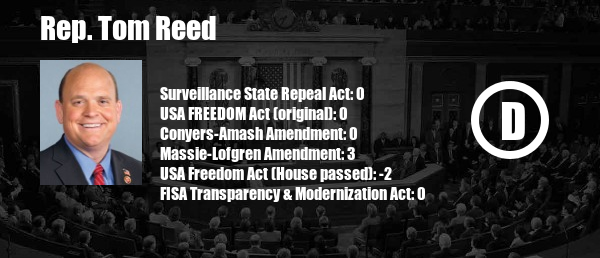 Rep. Tom Reed
Surveillance State Repeal Act: 0
USA FREEDOM Act (original): 0
Conyers-Amash Amendment: 0
Massie-Lofgren Amendment: 3
USA Freedom Act (House passed): -2
FISA Transparency & Modernization Act: 0
D